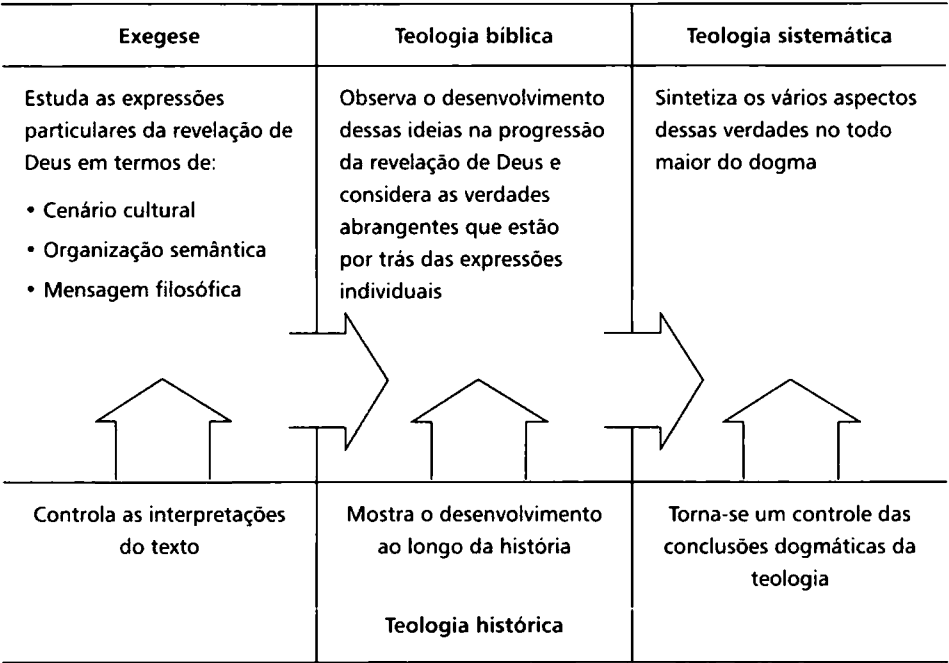 Exegese
Teologia bíblica
Teologia sistemática
Estuda as expressões
particulares da revelação de
Deus em termos de:
• Cenário cultural
• Organização semântica
• Mensagem filosófica
Observa o desenvolvimento
dessas ideias na progressão
da revelação de Deus e
considera as verdades
abrangentes que estão
por trás das expressões
individuais
Sintetiza os vários aspectos
dessas verdades no todo
maior do dogma
Controla as interpretações
do texto
Mostra o desenvolvimento
ao longo da história
Torna-se um controle das
conclusões dogmáticas da
teologia
Teologia histórica